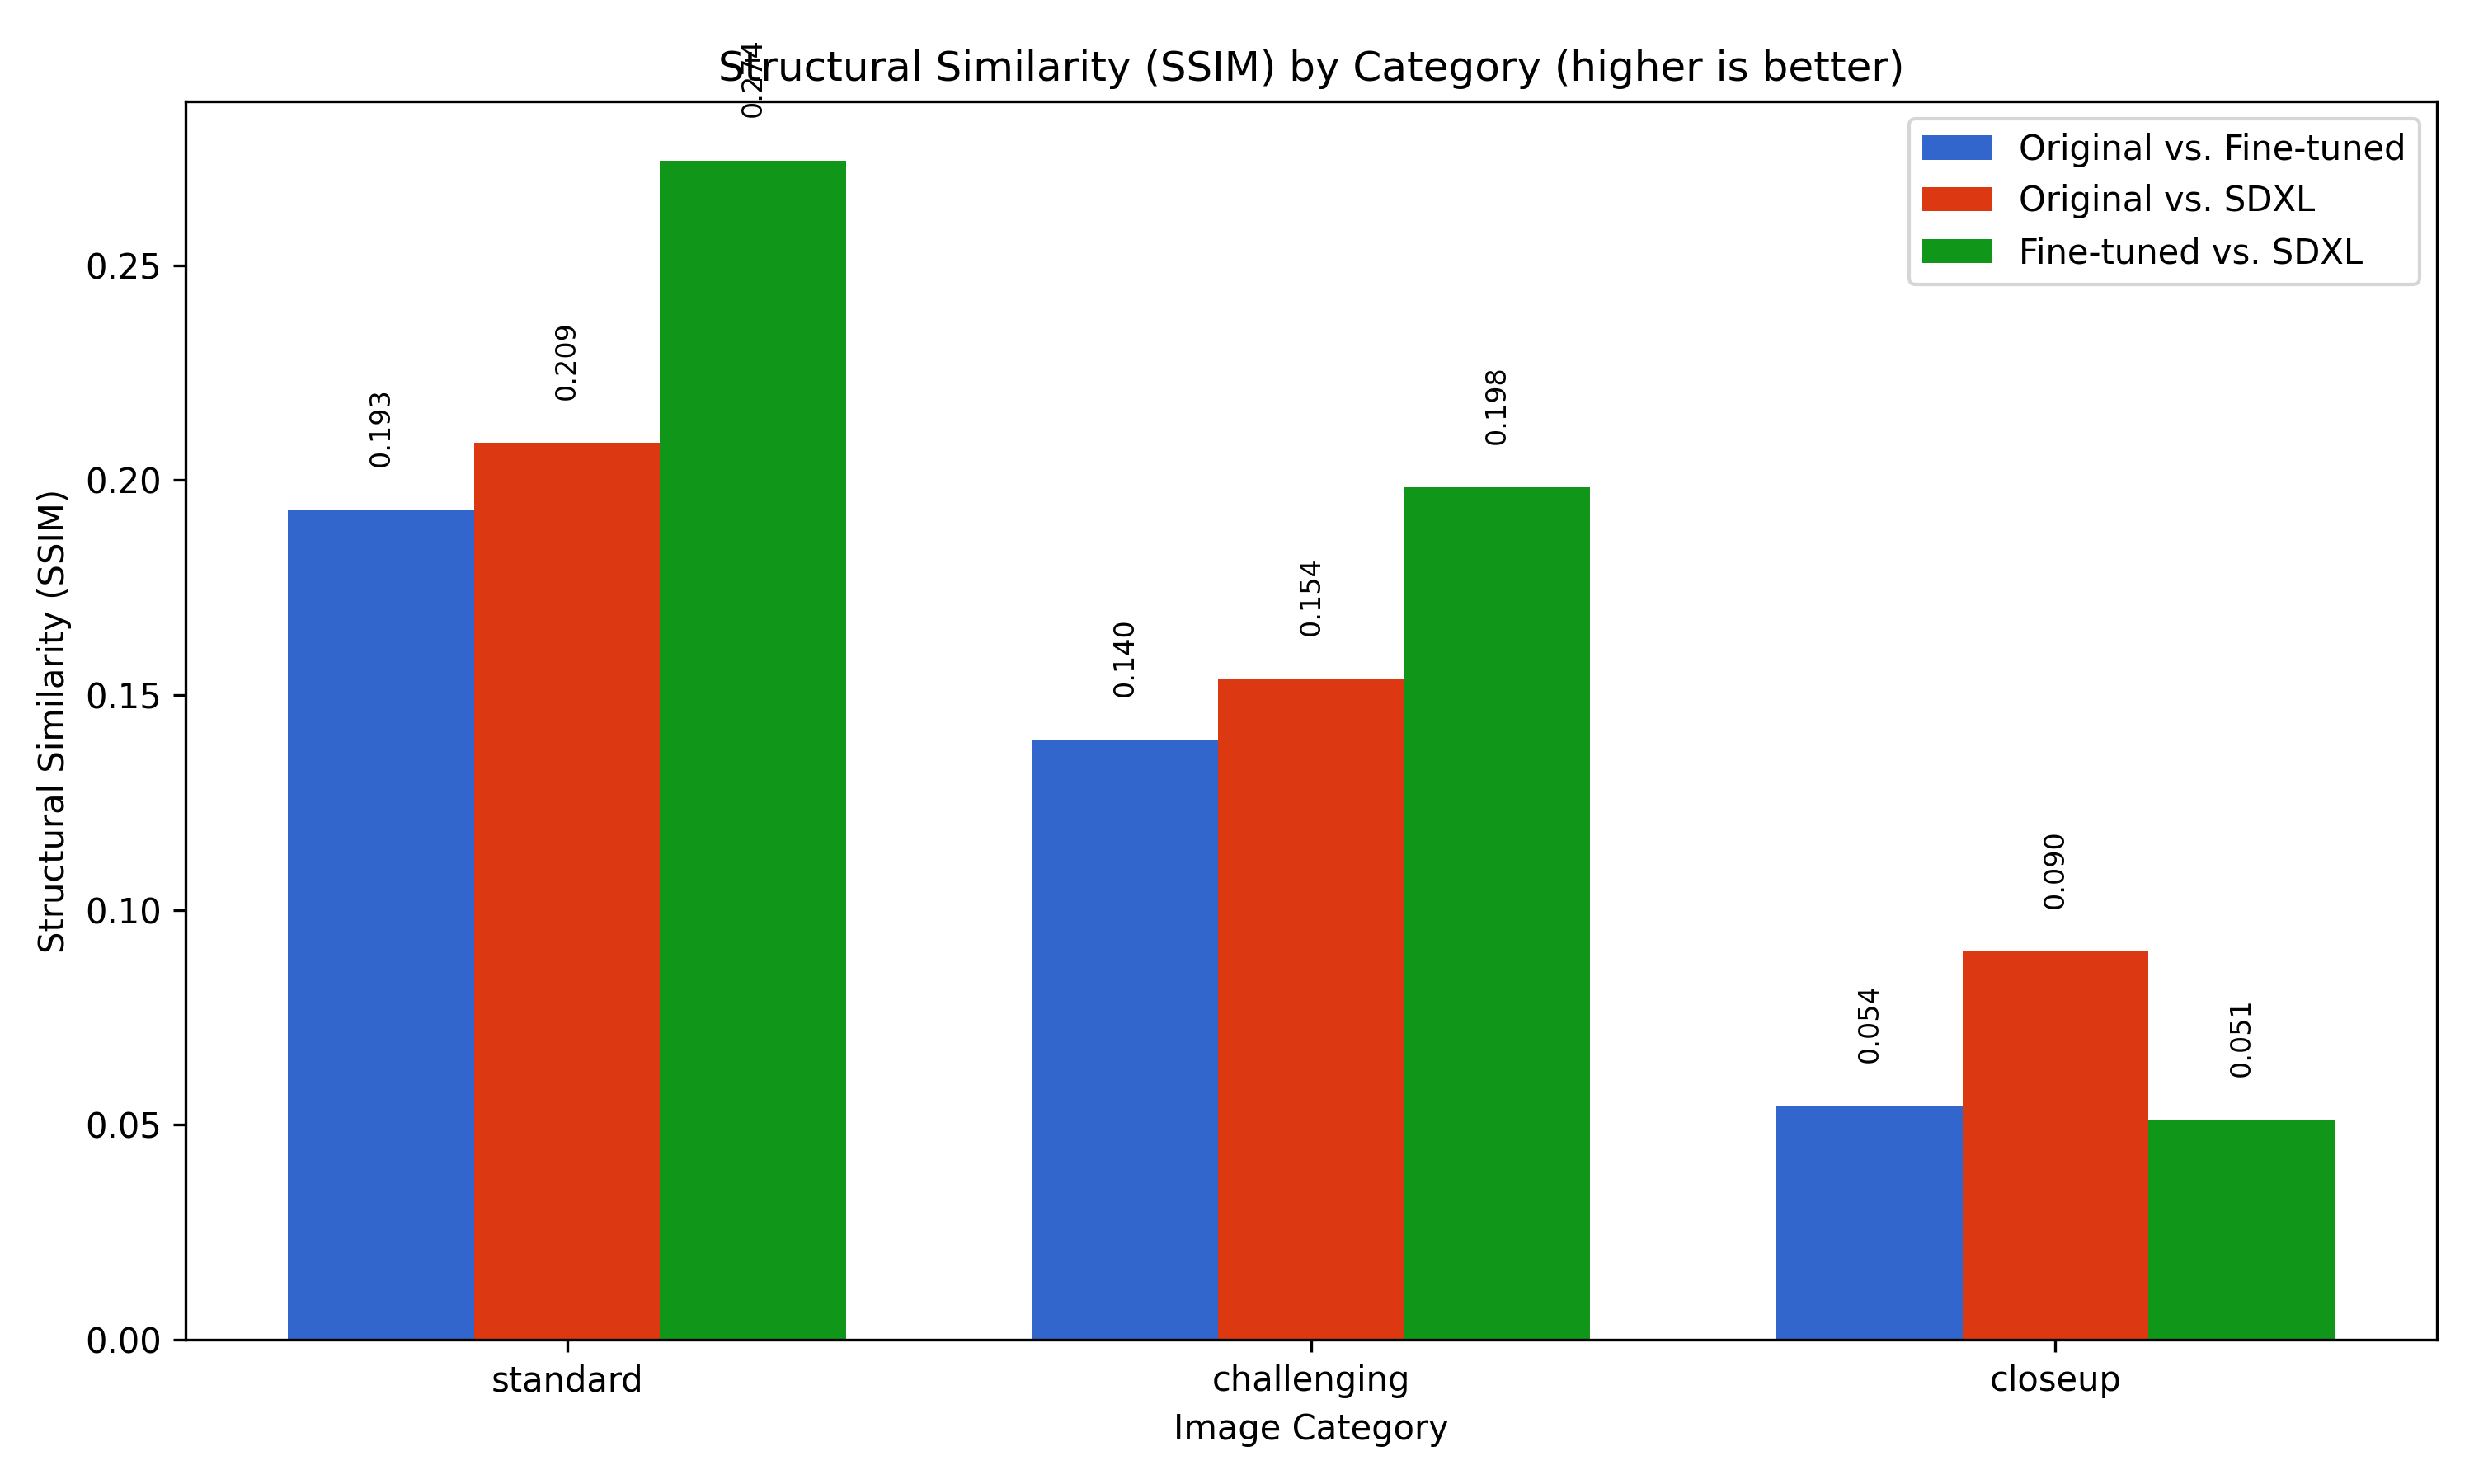 Structural Similarity (SSIM) by Category (higher is better)
Original vs. Fine-tuned
Original vs. SDXL
Fine-tuned vs. SDXL
Structural Similarity (SSIM)
0.25
0.20
0.15
0.10
0.05
0.00
0.193
0.209
0.274
0.140
0.154
0.198
0.054
0.090
0.051
standard
challenging
closeup
Image Category